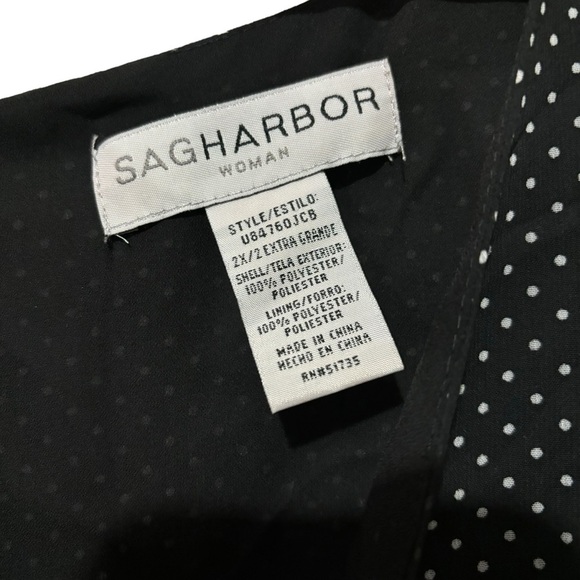 SAGHARBOR
WOMAN
STYLE/ESTILO:
U84760JCB
2X/2 EXTRA GRANDE
SHELL/TELA EXTERIOR:
100% POLYESTER/
POLIESTER
LINING/FORRO:
100% POLYESTER/
POLIESTER
MADE IN CHINA
HECHO EN CHINA
RN#51735